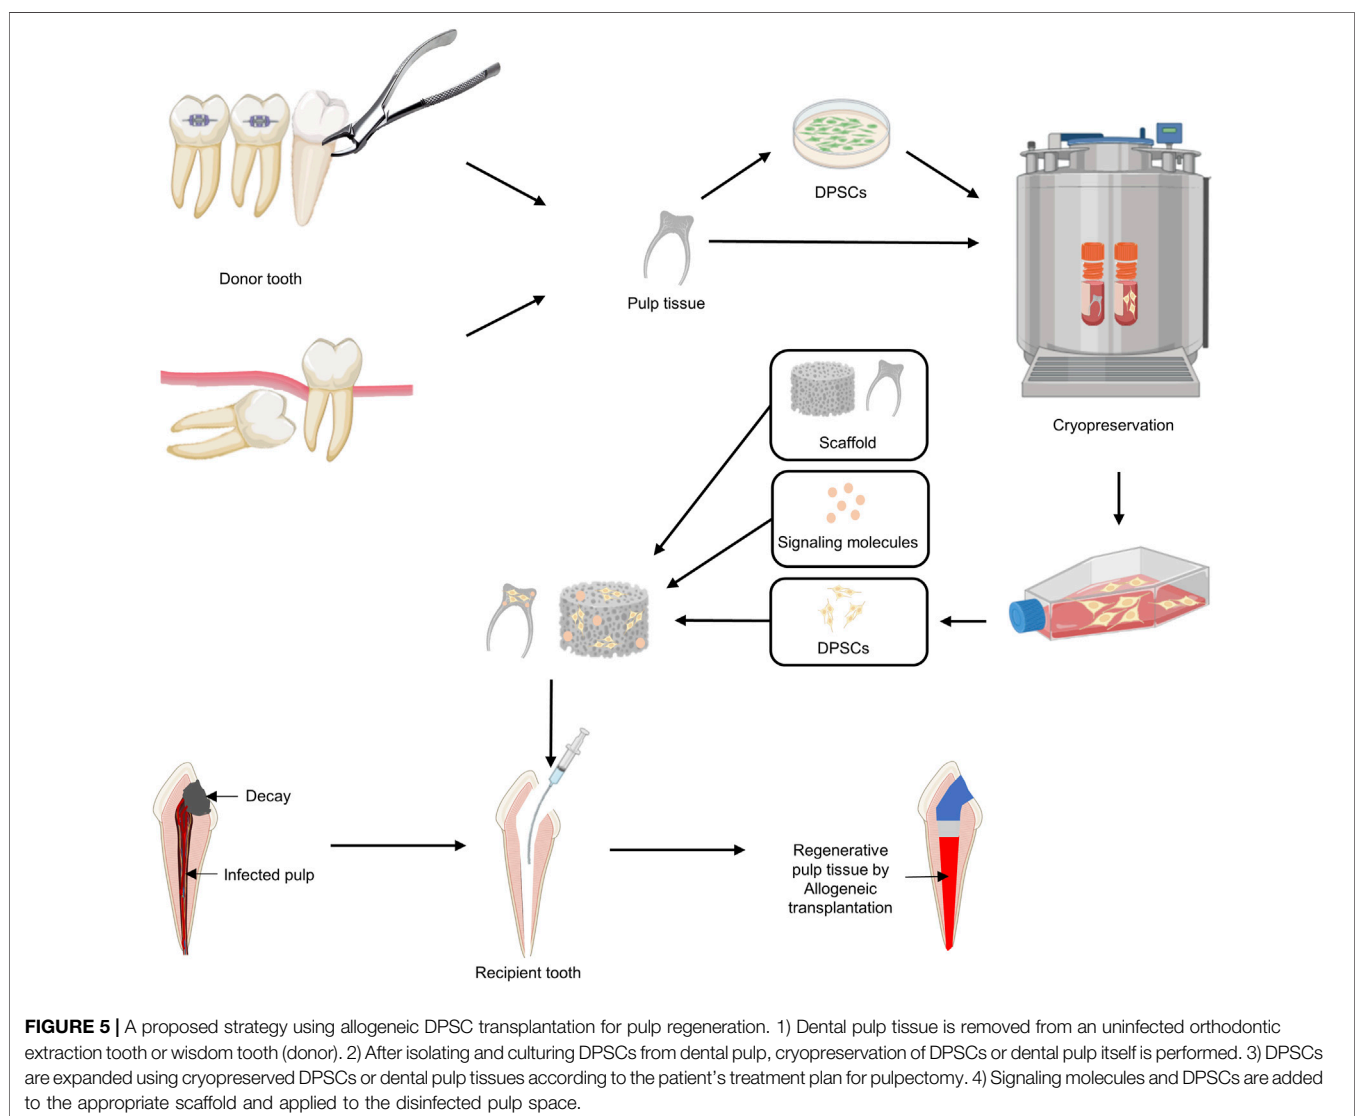 DPSCs
Donor tooth
Pulp tissue
Cryopreservation
Scaffold
Signaling molecules
DPSCs
Decay
Infected pulp
Regenerative
pulp tissue by
Allogeneic
transplantation
Recipient tooth
FIGURE 5 | A proposed strategy using allogeneic DPSC transplantation for pulp regeneration. 1) Dental pulp tissue is removed from an uninfected orthodontic
extraction tooth or wisdom tooth (donor). 2) After isolating and culturing DPSCs from dental pulp, cryopreservation of DPSCs or dental pulp itself is performed. 3) DPSCs
are expanded using cryopreserved DPSCs or dental pulp tissues according to the patient's treatment plan for pulpectomy. 4) Signaling molecules and DPSCs are added
to the appropriate scaffold and applied to the disinfected pulp space.